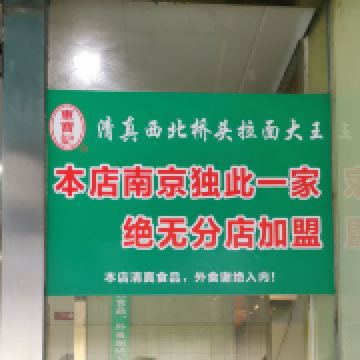 清真西北桥头拉面大王
本店南京独此一家
绝无分店加盟
本店清真食品，外食谢绝入内！